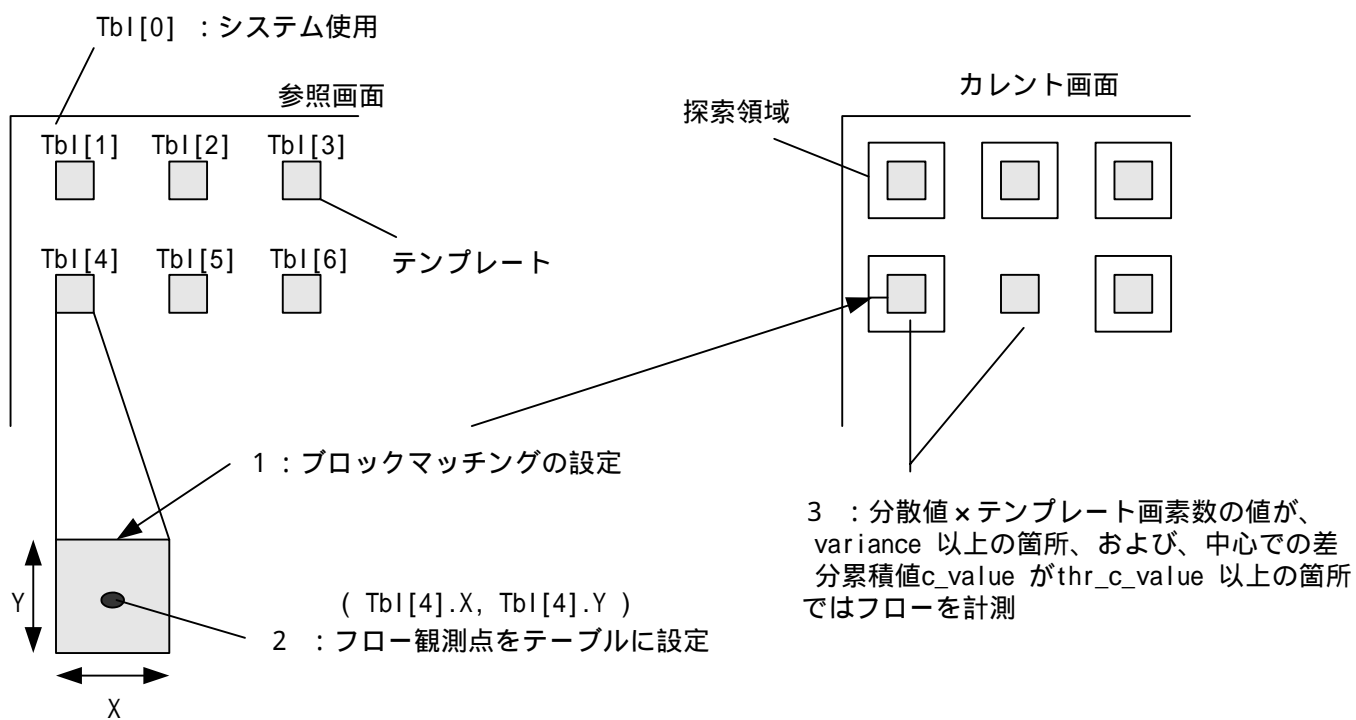 Tbl[0] ：システム使用
参照画面
カレント画面
探索領域
Tbl[1] Tbl[2] Tbl[3]
Tbl[4] Tbl[5] Tbl[6]
テンプレート
1：ブロックマッチングの設定
Y
( Tbl[4].X, Tbl[4].Y )
2 ：フロー観測点をテーブルに設定
X
3 ：分散値×テンプレート画素数の値が、
variance 以上の箇所、および、中心での差
分累積値c_value がthr_c_value 以上の箇所
ではフローを計測